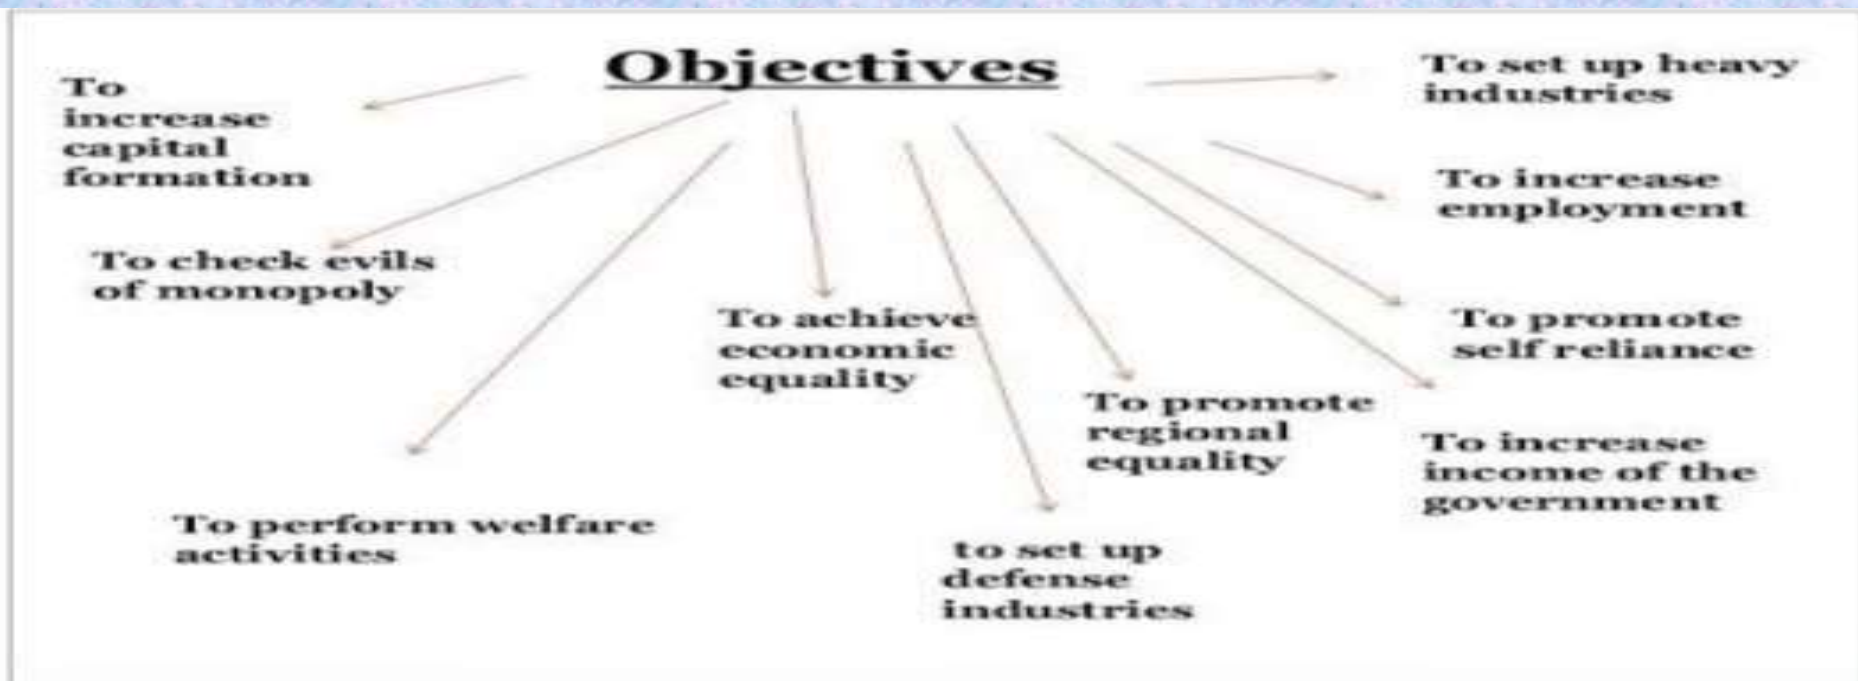 Objectives
To
increase
capital
formation
To check evils
of monopoly
To perform welfare
activities
To achieve
economic
equality
to set up
defense
industries
To promote
regional
equality
To increase
income of the
government
To promote
self reliance
To increase
employment
To set up heavy
industries